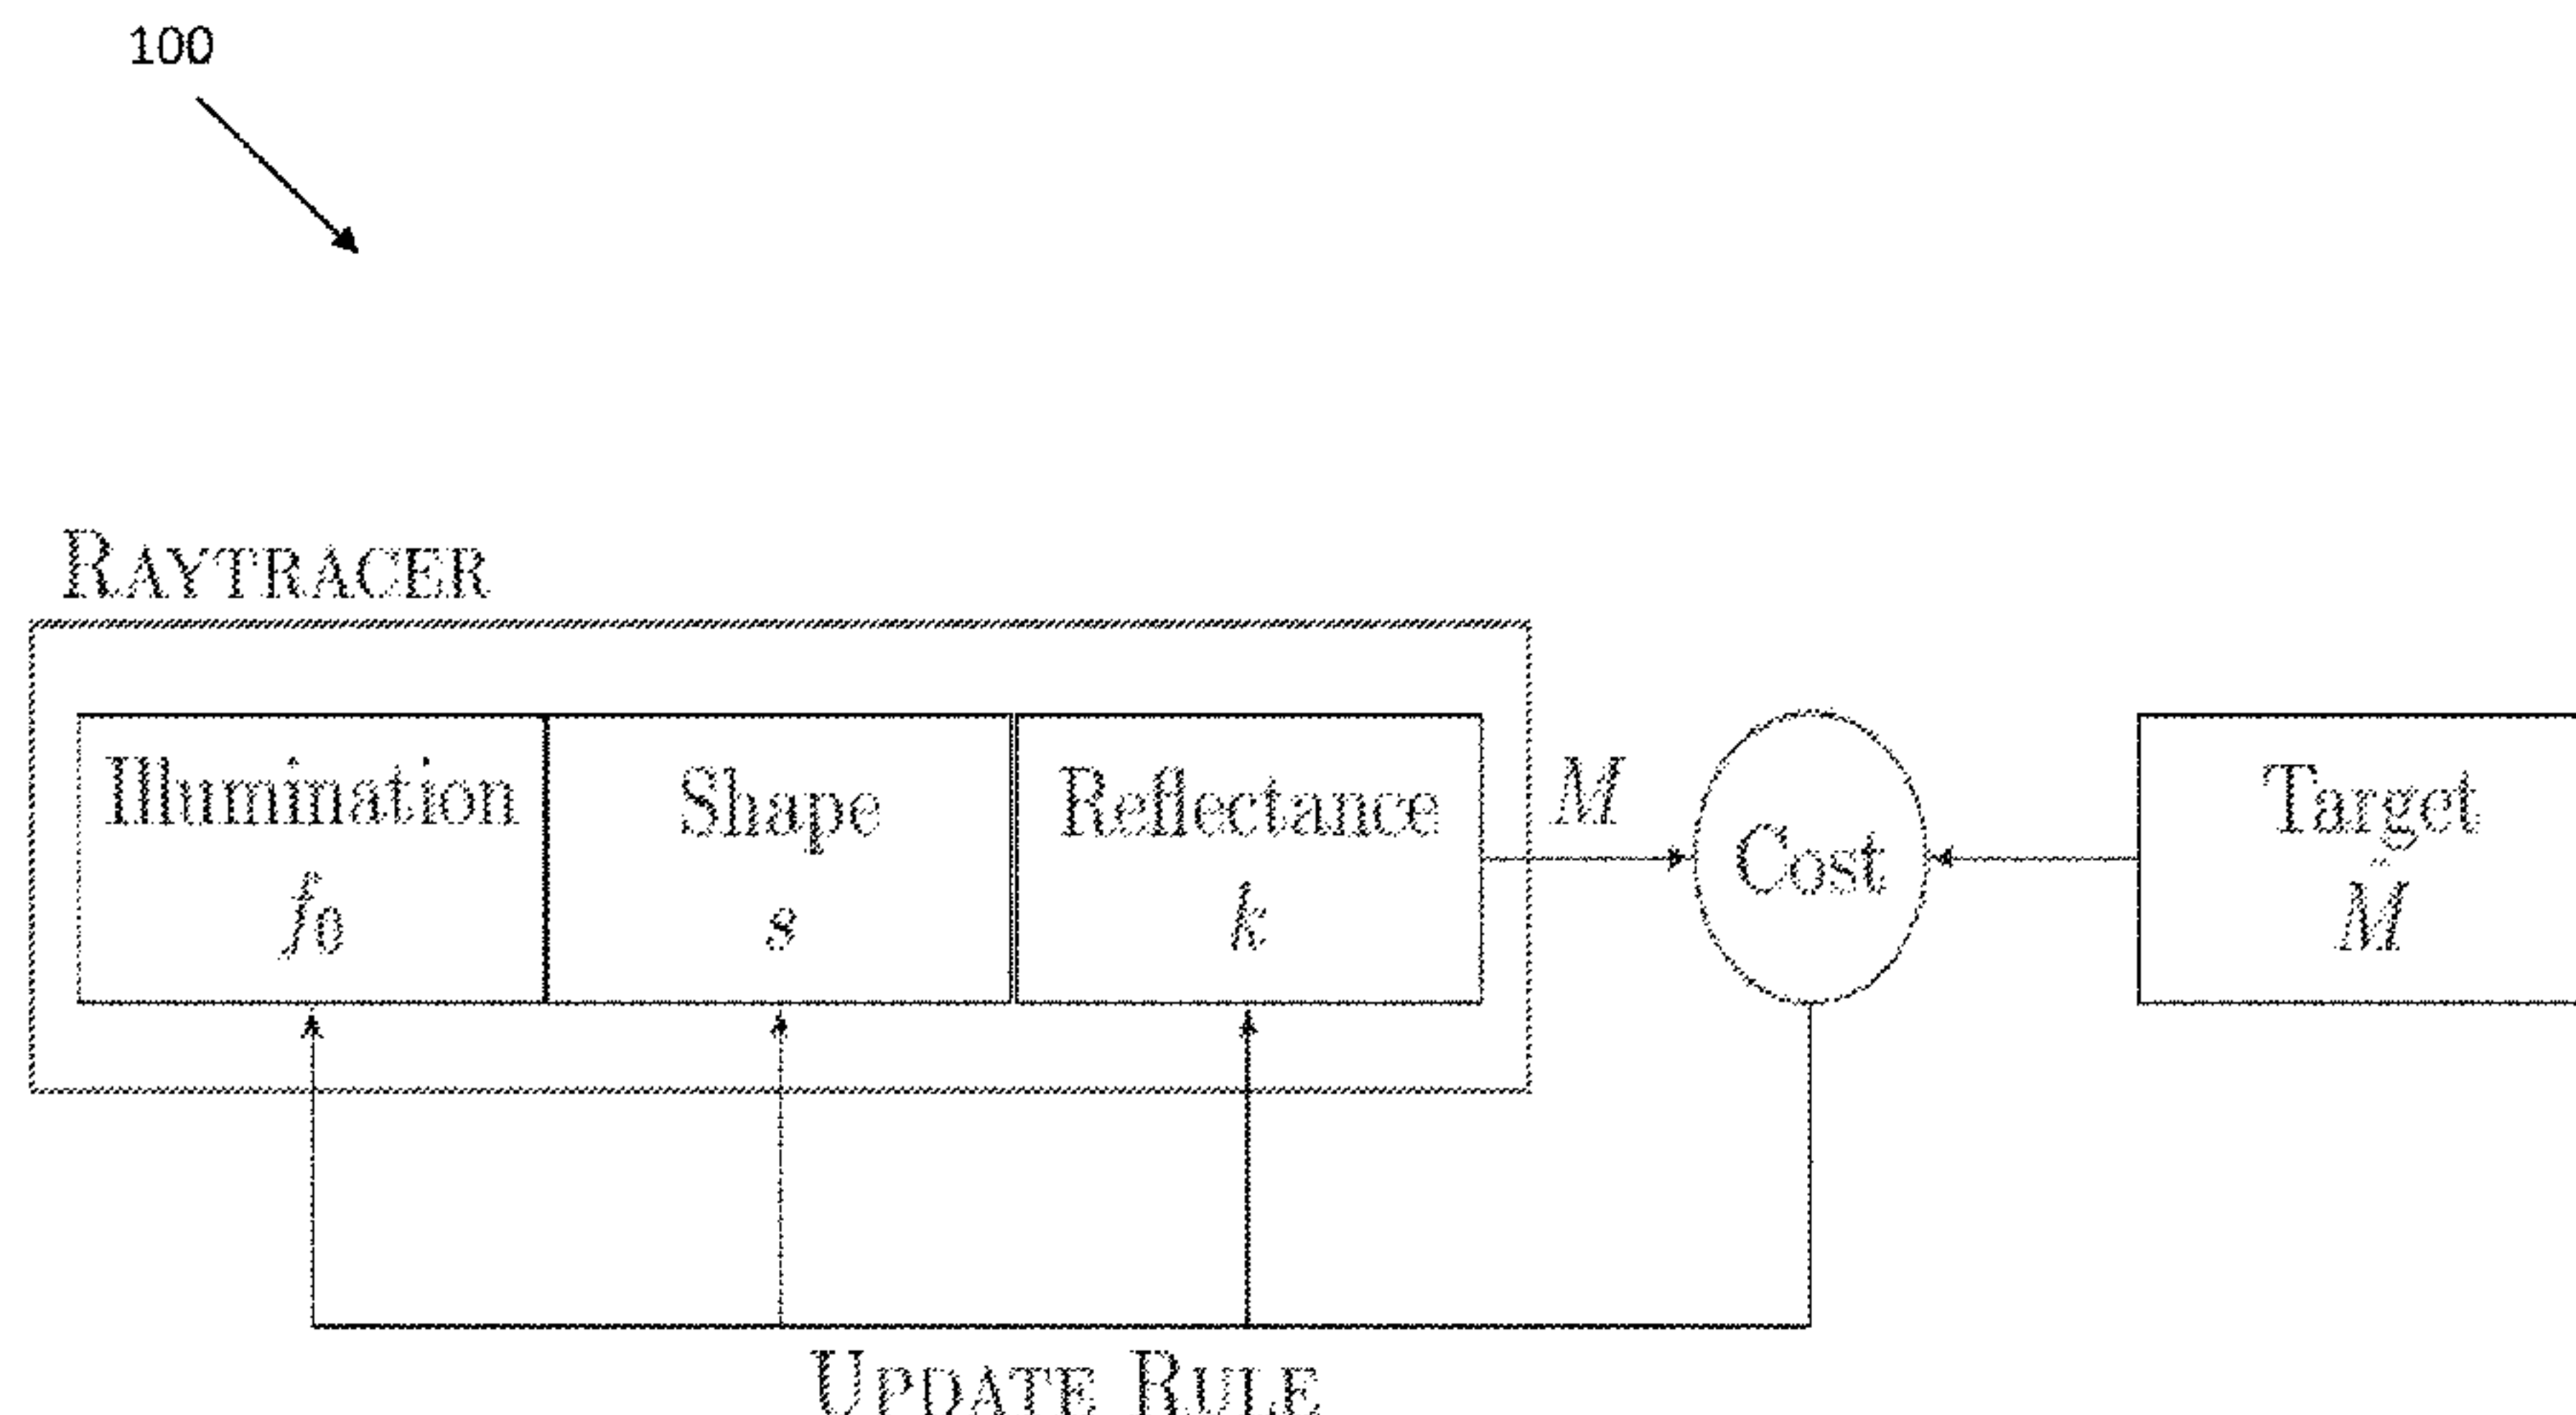 100
RAYTRACER
Illumination
f₀
Shape
s
Reflectance
k
M
Cost
Target
M̃
UPDATE RULE